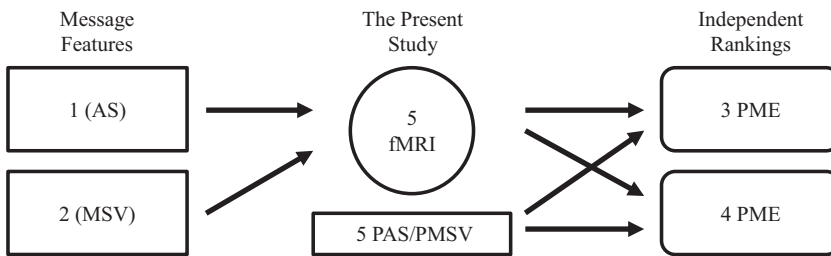 Message
Features
The Present
Study
Independent
Rankings
1 (AS)
5
fMRI
3 PME
2 (MSV)
4 PME
5 PAS/PMSV